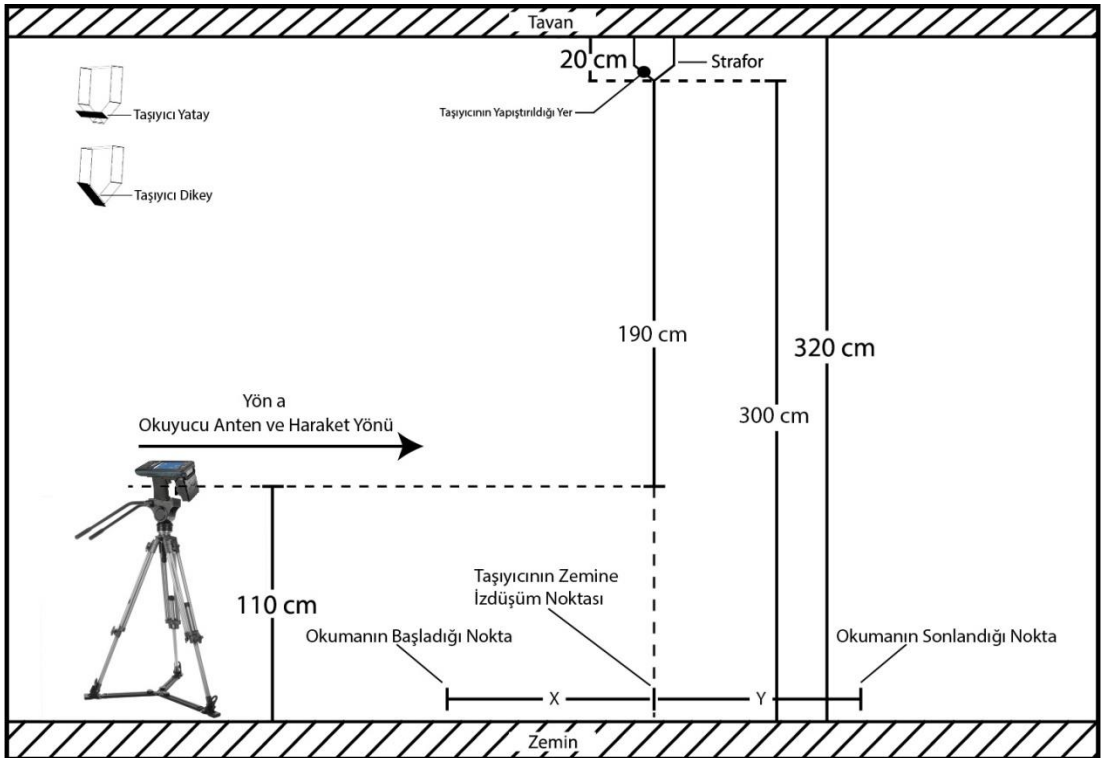 Tavan
20 cm
Strafor
Taşıyıcının Yapıştırıldığı Yer
Taşıyıcı Yatay
Taşıyıcı Dikey
190 cm
320 cm
300 cm
Yön a
Okuyucu Anten ve Haraket Yönü
110 cm
Taşıyıcının Zemine
İzdüşüm Noktası
Okumanın Başladığı Nokta
Okumanın Sonlandığı Nokta
X
Y
Zemin